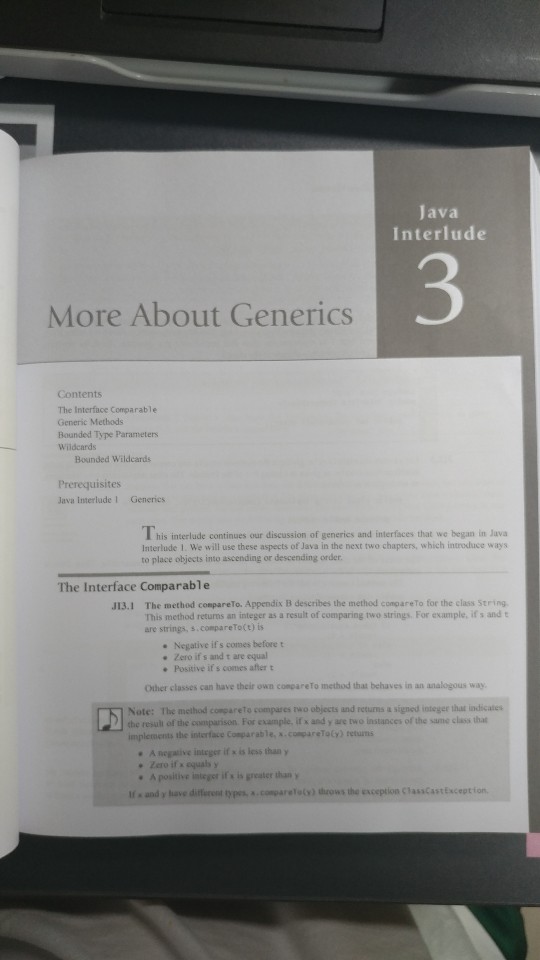 Java
Interlude
3
More About Generics
Contents
The Interface Comparable
Generic Methods
Bounded Type Parameters
Wildcards
Bounded Wildcards
Prerequisites
Java Interlude 1 Generics
This interlude continues our discussion of generics and interfaces that we began in Java
Interlude 1. We will use these aspects of Java in the next two chapters, which introduce ways
to place objects into ascending or descending order.
The Interface Comparable
JI3.1 The method compareTo. Appendix B describes the method compareTo for the class String.
This method returns an integer as a result of comparing two strings. For example, if s and t
are strings, s.compareTo(t) is
• Negative if s comes before t
• Zero if s and t are equal
• Positive if s comes after t
Other classes can have their own compareTo method that behaves in an analogous way.
Note: The method compareTo compares two objects and returns a signed integer that indicates
the result of the comparison. For example, if x and y are two instances of the same class that
implements the interface Comparable, x.compareTo(y) returns
• A negative integer if x is less than y
• Zero if x equals y
• A positive integer if x is greater than y
If x and y have different types, x.compareTo(y) throws the exception ClassCastException.